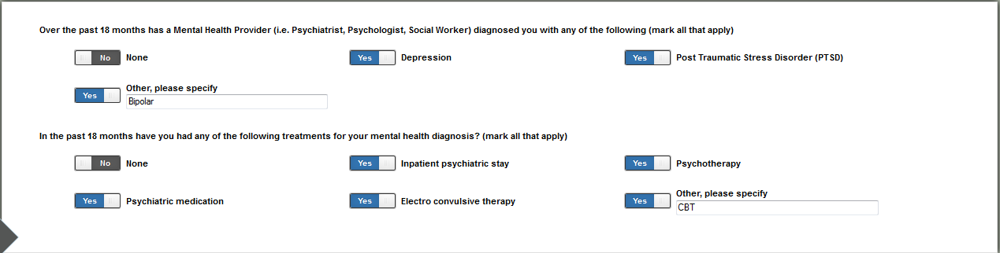 Over the past 18 months has a Mental Health Provider (i.e. Psychiatrist, Psychologist, Social Worker) diagnosed you with any of the following (mark all that apply)
No None Yes Depression Yes Post Traumatic Stress Disorder (PTSD)
Other, please specify
Yes
Bipolar
In the past 18 months have you had any of the following treatments for your mental health diagnosis? (mark all that apply)
No None Yes Inpatient psychiatric stay Yes Psychotherapy
Yes Psychiatric medication Yes Electro convulsive therapy Yes Other, please specify
CBT